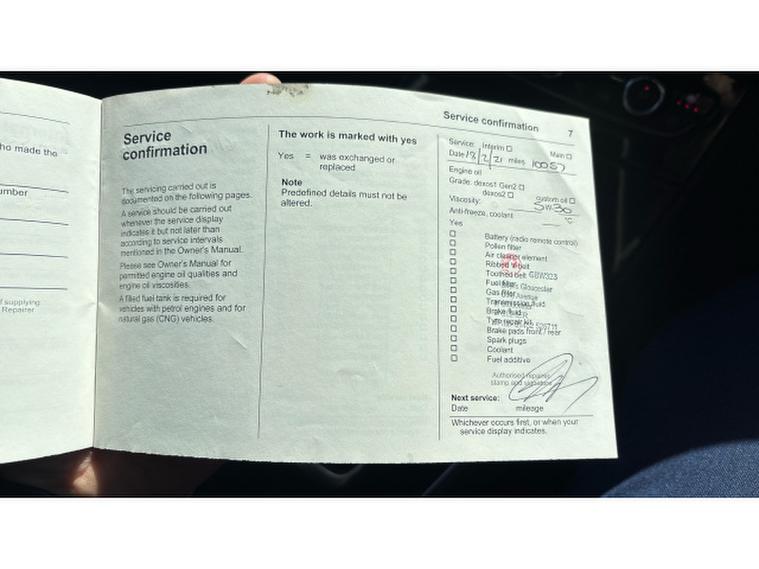 ho made the
umber
f supplying
Repairer
Service
confirmation
The servicing carried out is
documented on the following pages.
A service should be carried out
whenever the service display
indicates it but not later than
according to service intervals
mentioned in the Owner's Manual.
Please see Owner's Manual for
permitted engine oil qualities and
engine oil viscosities.
A filled fuel tank is required for
vehicles with petrol engines and for
natural gas (CNG) vehicles.
The work is marked with yes
Yes = was exchanged or
replaced
Note
Predefined details must not be
altered.
Service confirmation 7
Service: Interim Main
Date 18/2/21 miles 10057
Engine oil
Grade: dexos1 Gen2
dexos2 custom oil
Viscosity: 5W30
Anti-freeze, coolant °C
Yes
Battery (radio remote control)
Pollen filter
Air cleaner element
Ribbed V-belt
Toothed belt GBW323
Fuel filter
Gloucester
Gas filter
Avenue
Transmission fluid
Brake fluid
Tyre repair kit
Brake pads front / rear
Spark plugs
Coolant
Fuel additive
Authorised repairer
stamp and signature
Next service:
Date mileage
Whichever occurs first, or when your
service display indicates.